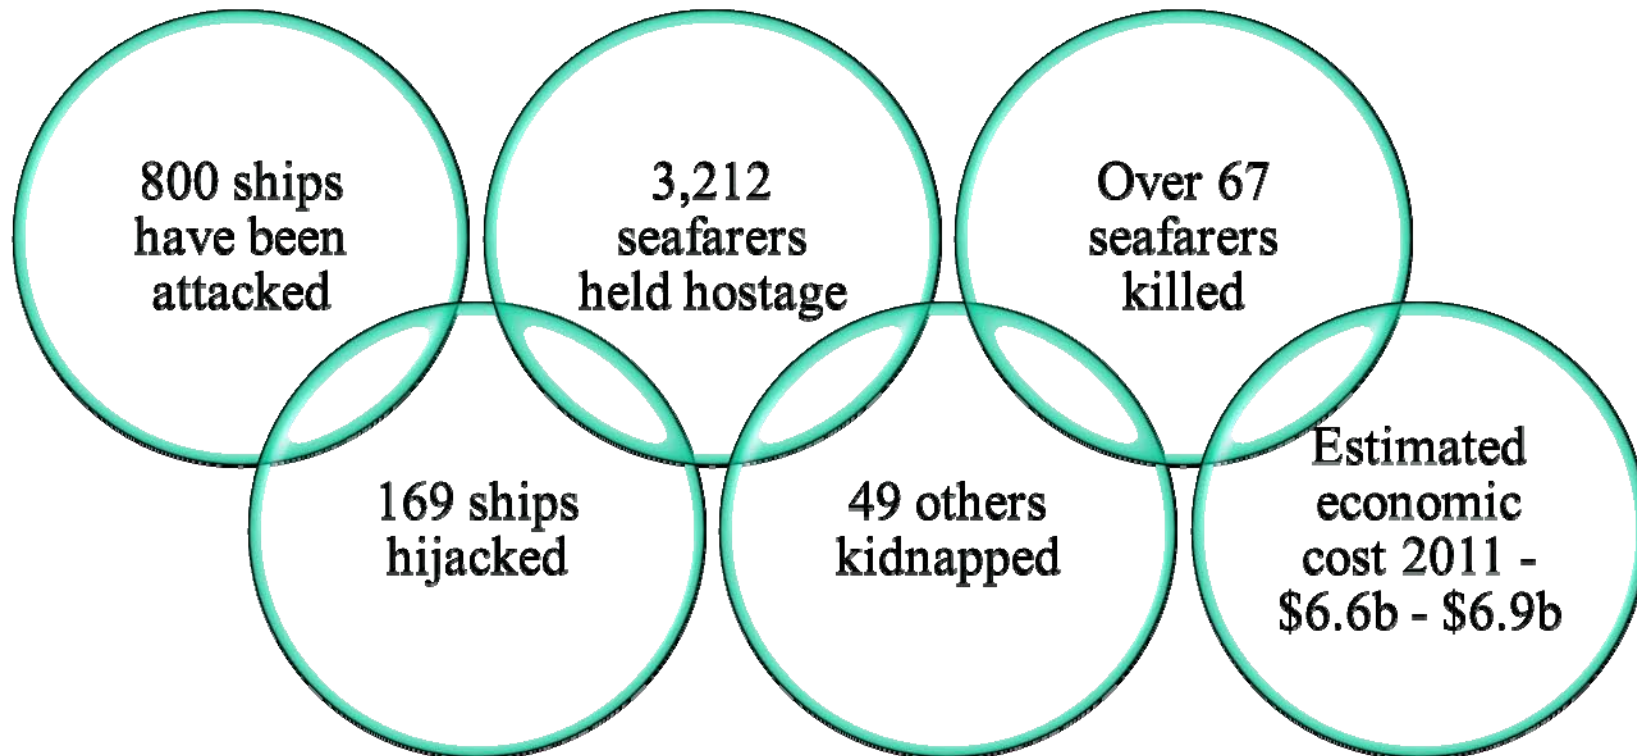 800 ships
have been
attacked
169 ships
hijacked
3,212
seafarers
held hostage
49 others
kidnapped
Over 67
seafarers
killed
Estimated
economic
cost 2011 -
$6.6b - $6.9b